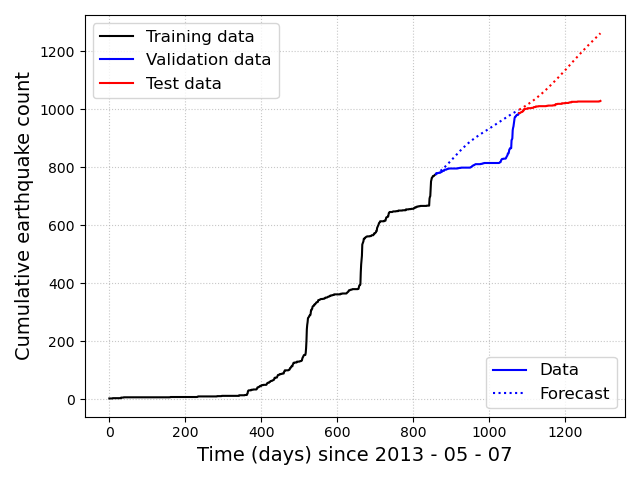 Training data
Validation data
Test data
Cumulative earthquake count
1200
1000
800
600
400
200
0
Data
Forecast
0 200 400 600 800 1000 1200
Time (days) since 2013 - 05 - 07